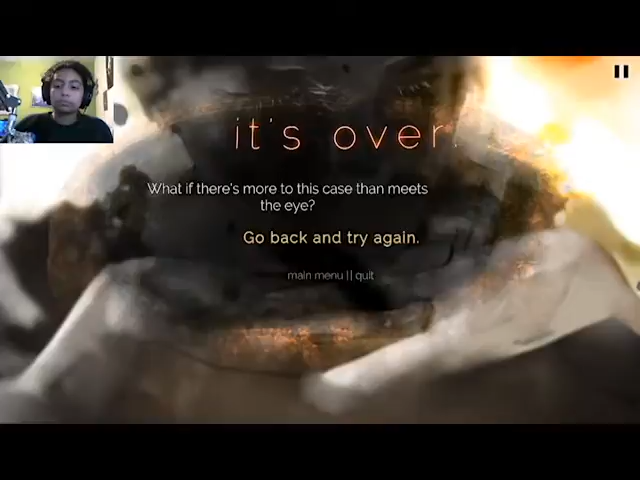 it's over.
What if there's more to this case than meets
the eye?
Go back and try again.
main menu || quit